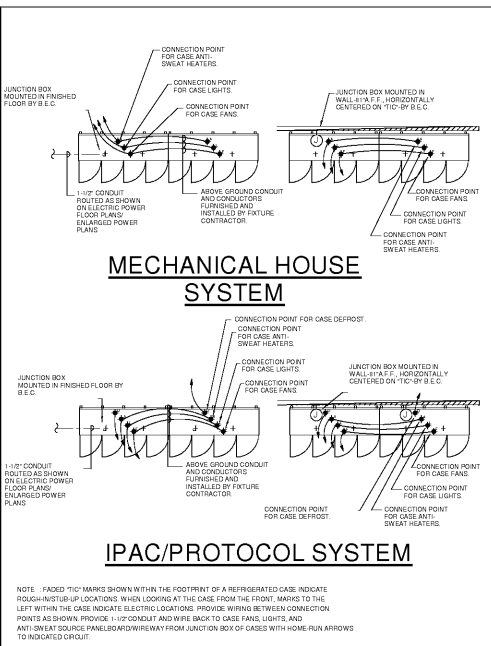 CONNECTION POINT
FOR CASE ANTI-
SWEAT HEATERS.
CONNECTION POINT
FOR CASE LIGHTS.
CONNECTION POINT
FOR CASE FANS.
JUNCTION BOX
MOUNTED IN FINISHED
FLOOR BY B.E.C.
1-1/2" CONDUIT
ROUTED AS SHOWN
ON ELECTRIC POWER
FLOOR PLANS/
ENLARGED POWER
PLANS
ABOVE GROUND CONDUIT
AND CONDUCTORS
FURNISHED AND
INSTALLED BY FIXTURE
CONTRACTOR.
JUNCTION BOX MOUNTED IN
WALL-81"A.F.F., HORIZONTALLY
CENTERED ON "TIC"-BY B.E.C.
J
CONNECTION POINT
FOR CASE FANS.
CONNECTION POINT
FOR CASE LIGHTS.
CONNECTION POINT
FOR CASE ANTI-
SWEAT HEATERS.
MECHANICAL HOUSE
SYSTEM
CONNECTION POINT FOR CASE DEFROST.
CONNECTION POINT
FOR CASE ANTI-
SWEAT HEATERS.
CONNECTION POINT
FOR CASE LIGHTS.
CONNECTION POINT
FOR CASE FANS.
JUNCTION BOX
MOUNTED IN FINISHED FLOOR BY
B.E.C.
1-1/2" CONDUIT
ROUTED AS SHOWN
ON ELECTRIC POWER
FLOOR PLANS/
ENLARGED POWER
PLANS
ABOVE GROUND CONDUIT
AND CONDUCTORS
FURNISHED AND
INSTALLED BY FIXTURE
CONTRACTOR.
JUNCTION BOX MOUNTED IN
WALL-81"A.F.F., HORIZONTALLY
CENTERED ON "TIC"-BY B.E.C.
J
J
CONNECTION POINT
FOR CASE FANS.
CONNECTION POINT
FOR CASE LIGHTS.
CONNECTION POINT
FOR CASE DEFROST.
CONNECTION POINT
FOR CASE ANTI-
SWEAT HEATERS.
IPAC/PROTOCOL SYSTEM
NOTE : FADED "TIC" MARKS SHOWN WITHIN THE FOOTPRINT OF A REFRIGERATED CASE INDICATE
ROUGH-IN/STUB-UP LOCATIONS. WHEN LOOKING AT THE CASE FROM THE FRONT, MARKS TO THE
LEFT WITHIN THE CASE INDICATE ELECTRIC LOCATIONS. PROVIDE WIRING BETWEEN CONNECTION
POINTS AS SHOWN. PROVIDE 1-1/2"CONDUIT AND WIRE BACK TO CASE FANS, LIGHTS, AND
ANTI-SWEAT SOURCE PANELBOARD/WIREWAY FROM JUNCTION BOX OF CASES WITH HOME-RUN ARROWS
TO INDICATED CIRCUIT.